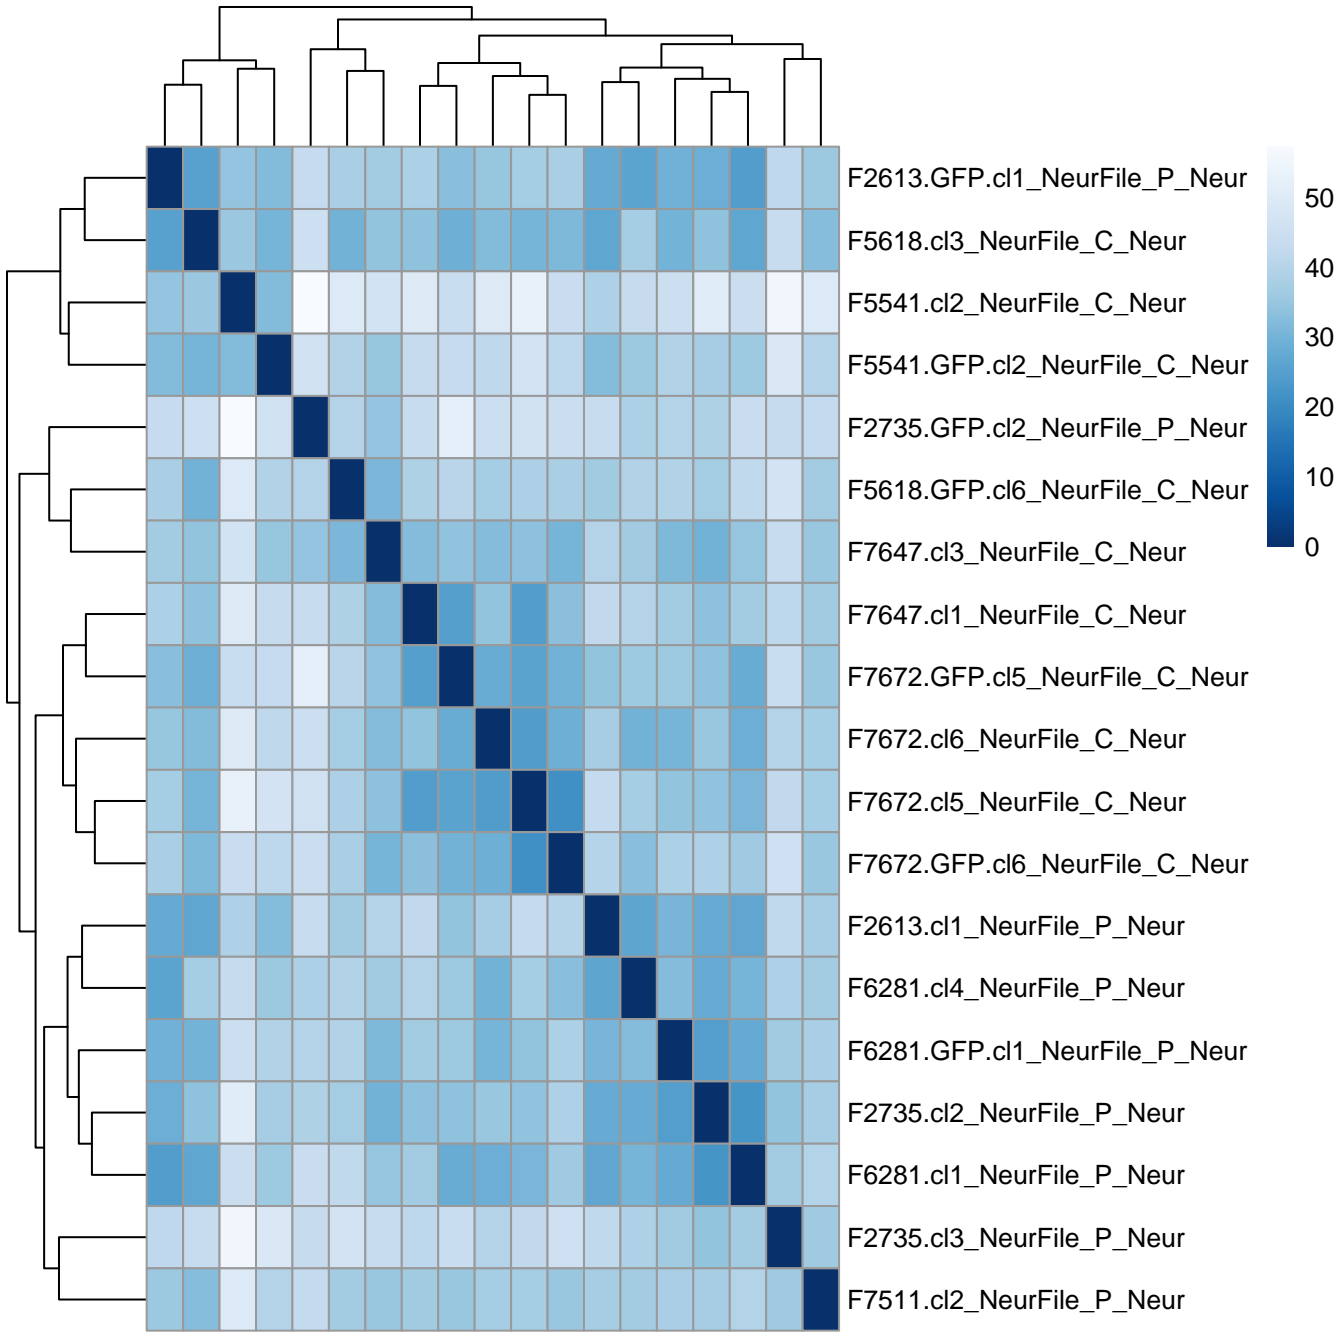 F2613.GFP.cl1_NeurFile_P_Neur
F5618.cl3_NeurFile_C_Neur
F5541.cl2_NeurFile_C_Neur
F5541.GFP.cl2_NeurFile_C_Neur
F2735.GFP.cl2_NeurFile_P_Neur
F5618.GFP.cl6_NeurFile_C_Neur
F7647.cl3_NeurFile_C_Neur
F7647.cl1_NeurFile_C_Neur
F7672.GFP.cl5_NeurFile_C_Neur
F7672.cl6_NeurFile_C_Neur
F7672.cl5_NeurFile_C_Neur
F7672.GFP.cl6_NeurFile_C_Neur
F2613.cl1_NeurFile_P_Neur
F6281.cl4_NeurFile_P_Neur
F6281.GFP.cl1_NeurFile_P_Neur
F2735.cl2_NeurFile_P_Neur
F6281.cl1_NeurFile_P_Neur
F2735.cl3_NeurFile_P_Neur
F7511.cl2_NeurFile_P_Neur
50
40
30
20
10
0